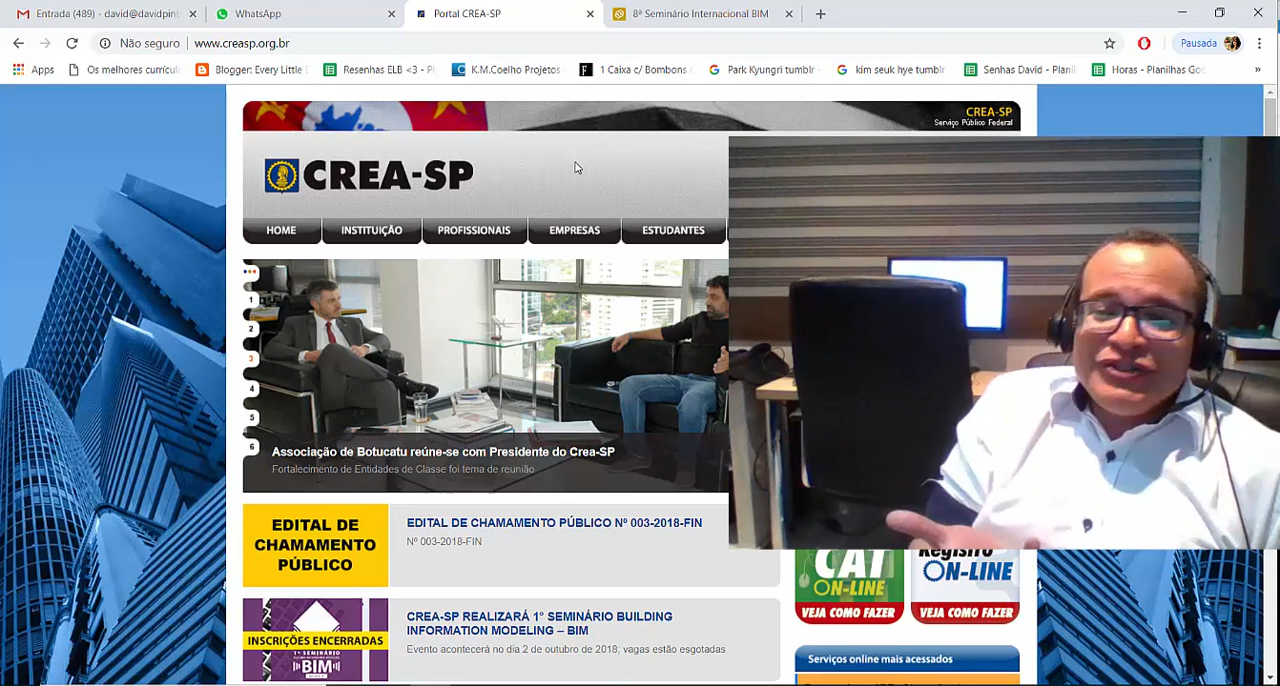 Entrada (489) - david@davidpint
WhatsApp
Portal CREA-SP
8ª Seminário Internacional BIM
Não seguro
www.creasp.org.br
Pausada
Apps
Os melhores currícul
Blogger: Every Little
Resenhas ELB <3 - Pl
K.M.Coelho Projetos
1 Caixa c/ Bombons
Park Kyungri tumblr
kim seuk hye tumblr
Senhas David - Plani
Horas - Planilhas Go
CREA-SP
Serviço Público Federal
CREA-SP
HOME
INSTITUIÇÃO
PROFISSIONAIS
EMPRESAS
ESTUDANTES
1
2
3
4
5
6
Associação de Botucatu reúne-se com Presidente do Crea-SP
Fortalecimento de Entidades de Classe foi tema de reunião
EDITAL DE
CHAMAMENTO
PÚBLICO
EDITAL DE CHAMAMENTO PÚBLICO Nº 003-2018-FIN
Nº 003-2018-FIN
INSCRIÇÕES ENCERRADAS
1º SEMINÁRIO
BIM
CREA-SP REALIZARÁ 1° SEMINÁRIO BUILDING
INFORMATION MODELING – BIM
Evento acontecerá no dia 2 de outubro de 2018; vagas estão esgotadas
CAT
ON-LINE
VEJA COMO FAZER
Registro
ON-LINE
VEJA COMO FAZER
Serviços online mais acessados